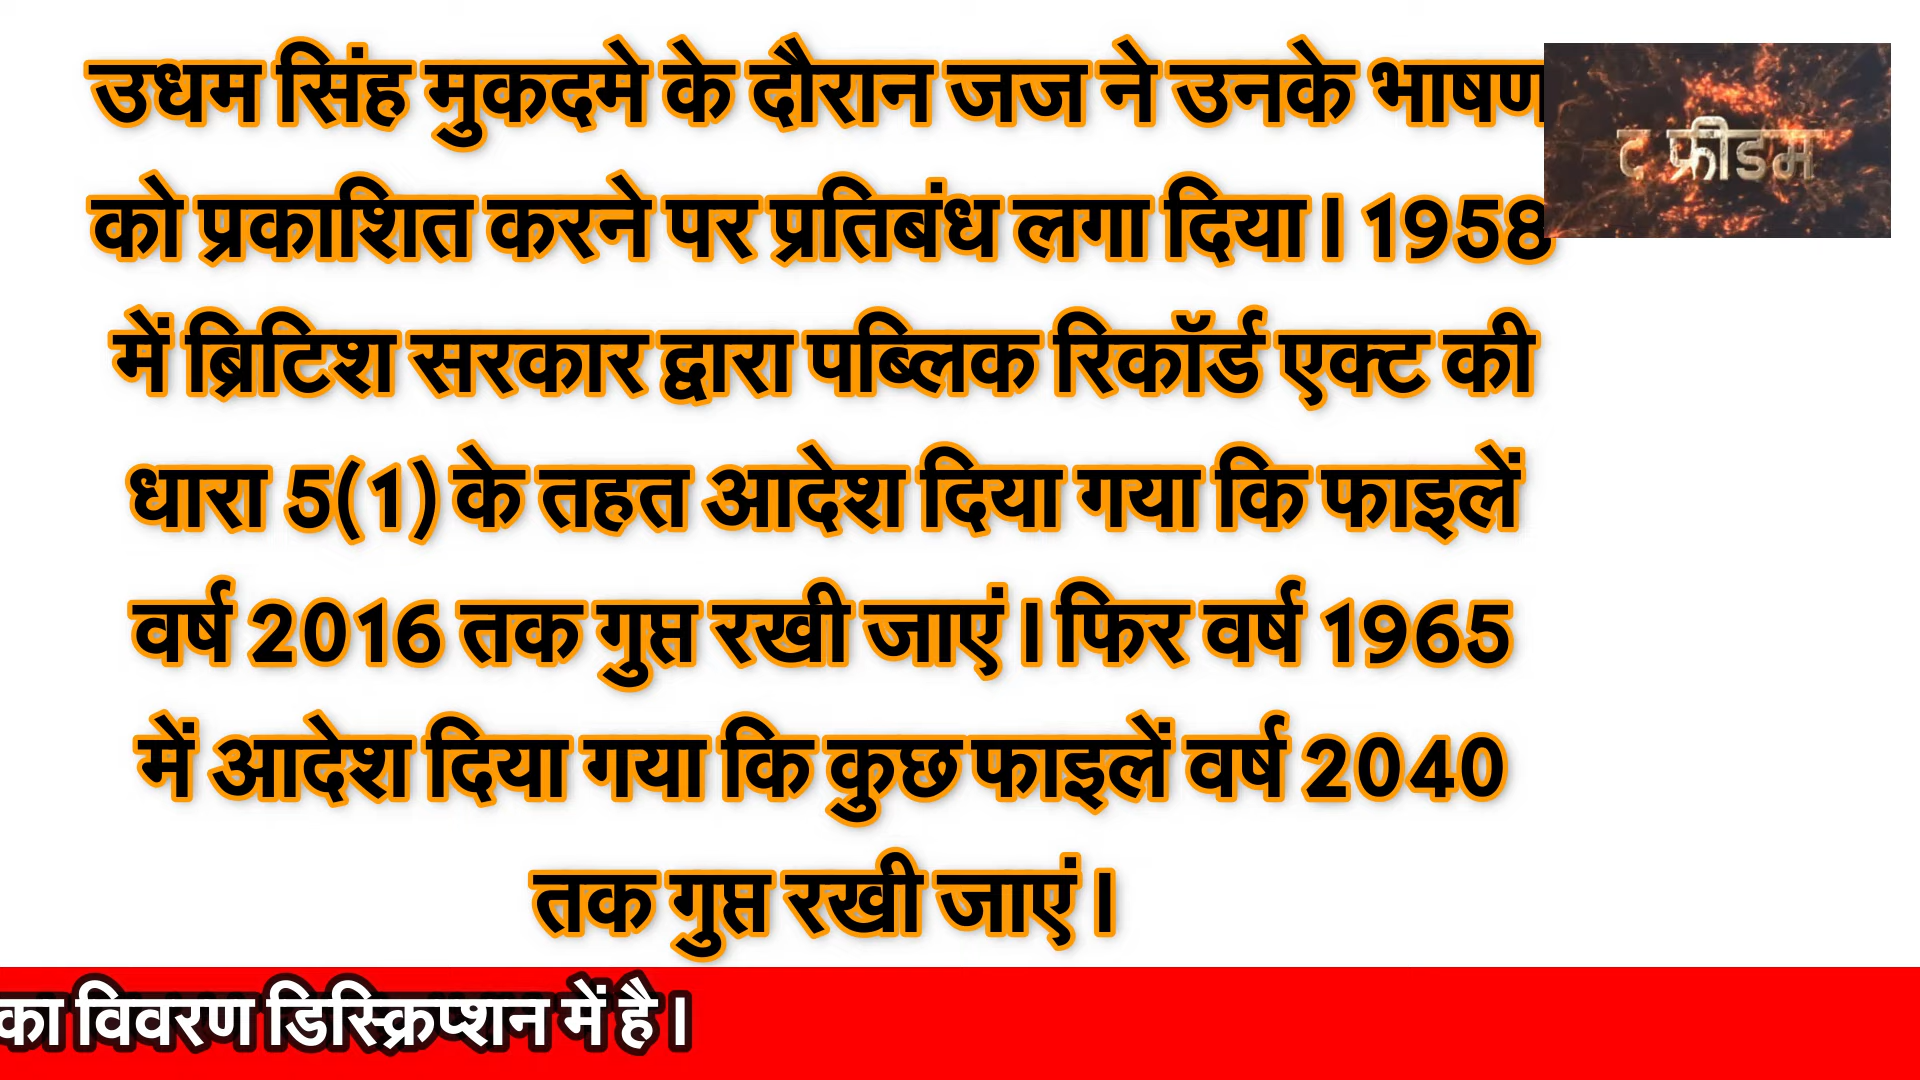 उधम सिंह मुकदमे के दौरान जज ने उनके भाषण
को प्रकाशित करने पर प्रतिबंध लगा दिया। 1958
में ब्रिटिश सरकार द्वारा पब्लिक रिकॉर्ड एक्ट की
धारा 5(1) के तहत आदेश दिया गया कि फाइलें
वर्ष 2016 तक गुप्त रखी जाएं। फिर वर्ष 1965
में आदेश दिया गया कि कुछ फाइलें वर्ष 2040
तक गुप्त रखी जाएं।
द फ्रीडम
का विवरण डिस्क्रिप्शन में है।